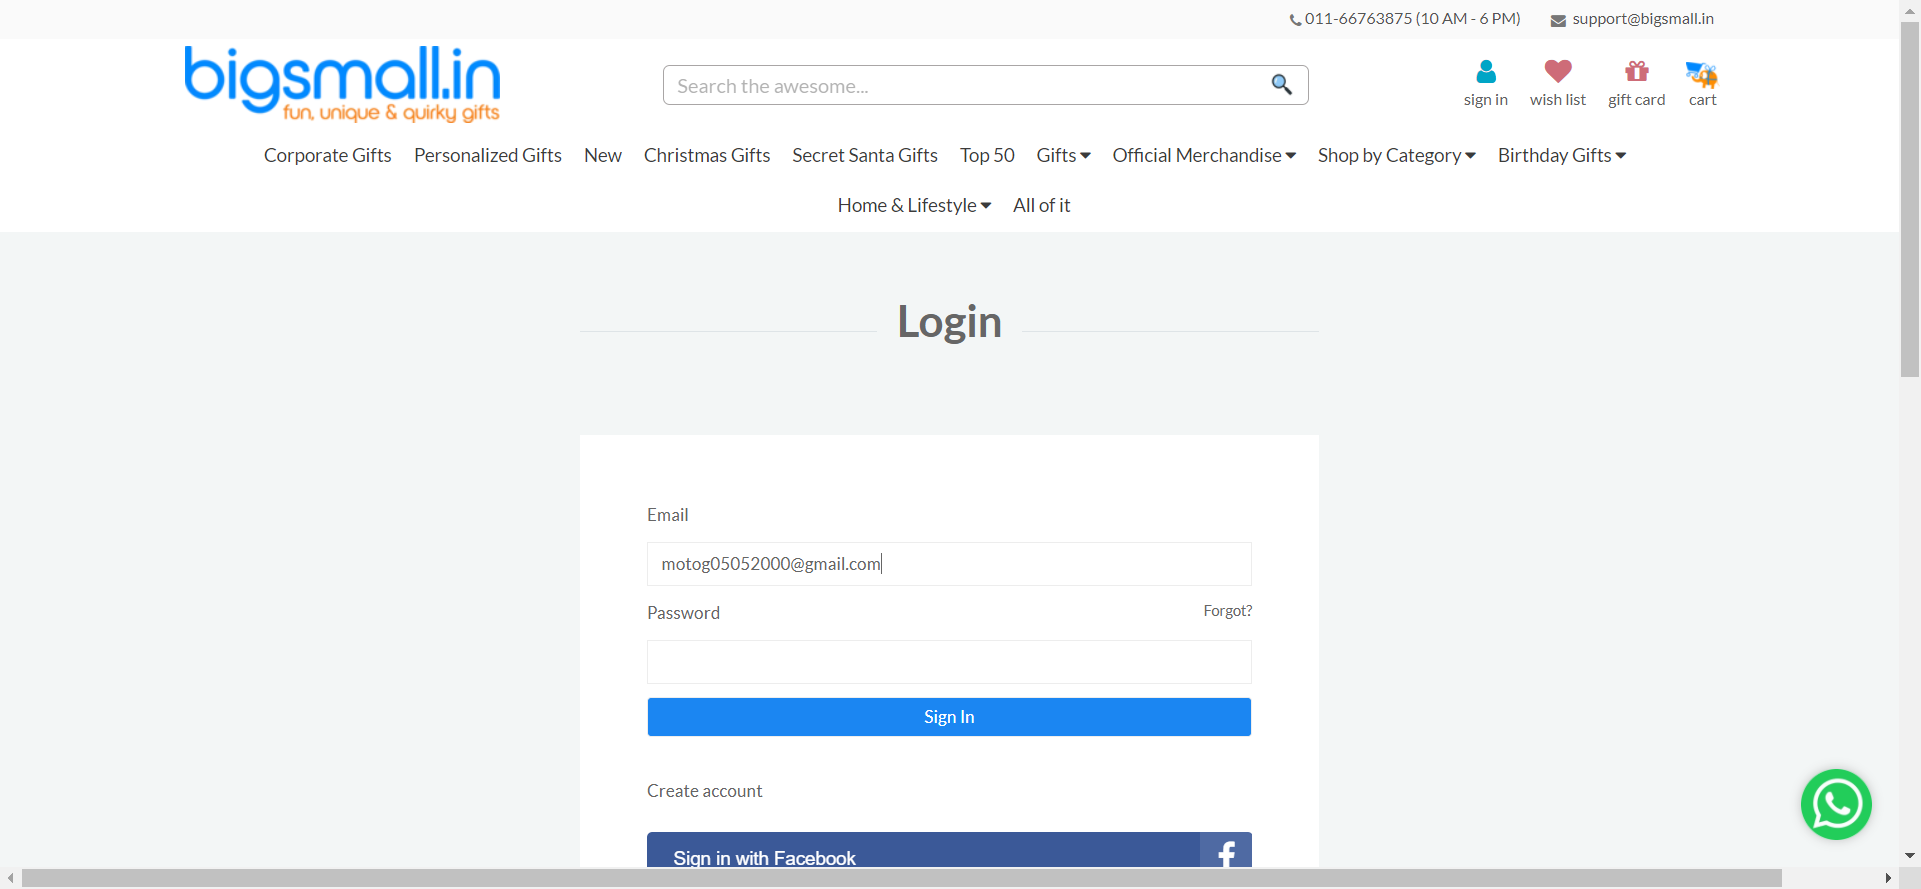 011-66763875 (10 AM - 6 PM) support@bigsmall.in
bigsmall.in
fun, unique & quirky gifts
Search the awesome...
sign in wish list gift card cart
Corporate Gifts Personalized Gifts New Christmas Gifts Secret Santa Gifts Top 50 Gifts Official Merchandise Shop by Category Birthday Gifts
Home & Lifestyle All of it
Login
Email
motog05052000@gmail.com
Password Forgot?
Sign In
Create account
Sign in with Facebook